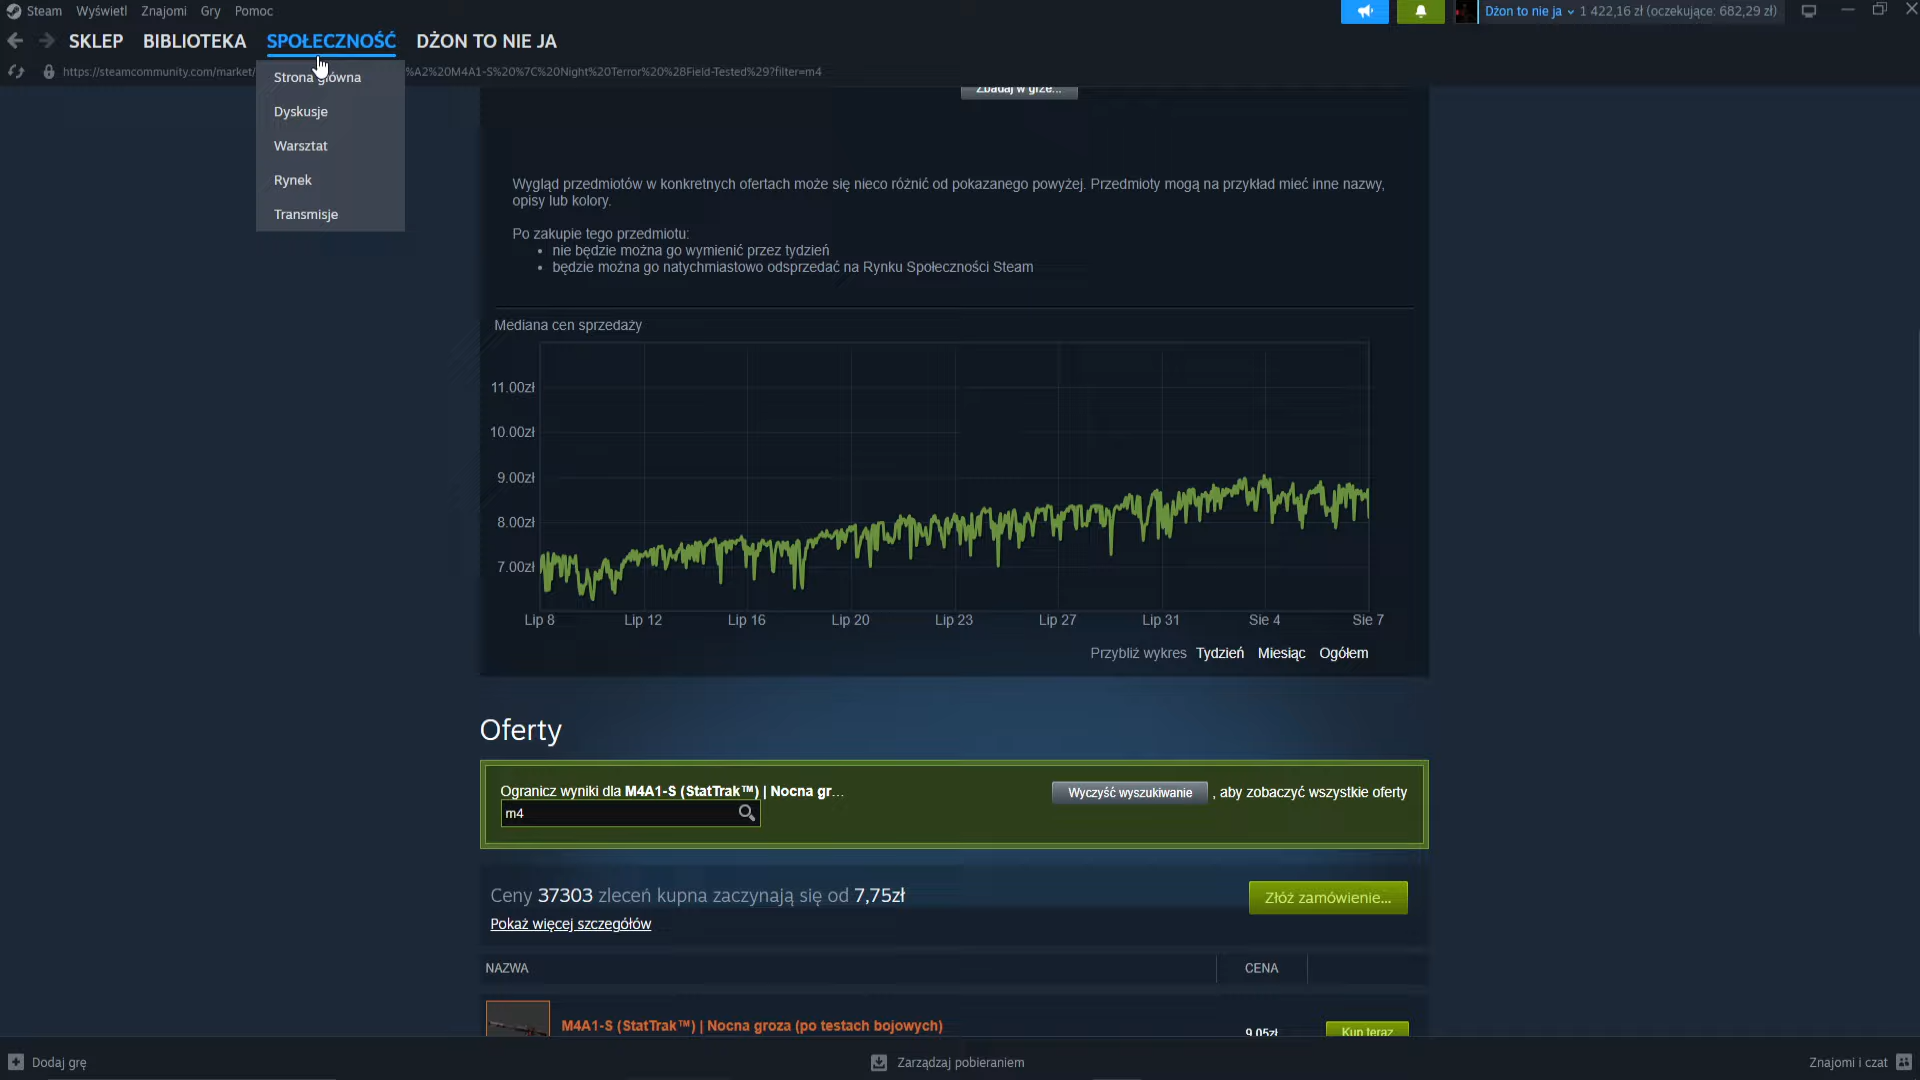 Steam Wyświetl Znajomi Gry Pomoc
Dżon to nie ja 1 422,16 zł (oczekujące: 682,29 zł)
SKLEP BIBLIOTEKA SPOŁECZNOŚĆ DŻON TO NIE JA
https://steamcommunity.com/market/ %A2%20M4A1-S%20%7C%20Night%20Terror%20%28Field-Tested%29?filter=m4
Strona główna
Dyskusje
Warsztat
Rynek
Transmisje
Zbadaj w grze...
Wygląd przedmiotów w konkretnych ofertach może się nieco różnić od pokazanego powyżej. Przedmioty mogą na przykład mieć inne nazwy,
opisy lub kolory.
Po zakupie tego przedmiotu:
• nie będzie można go wymienić przez tydzień
• będzie można go natychmiastowo odsprzedać na Rynku Społeczności Steam
Mediana cen sprzedaży
11.00zł
10.00zł
9.00zł
8.00zł
7.00zł
Lip 8 Lip 12 Lip 16 Lip 20 Lip 23 Lip 27 Lip 31 Sie 4 Sie 7
Przybliż wykres Tydzień Miesiąc Ogółem
Oferty
Ogranicz wyniki dla M4A1-S (StatTrak™) | Nocna gr...
m4
Wyczyść wyszukiwanie , aby zobaczyć wszystkie oferty
Ceny 37303 zleceń kupna zaczynają się od 7,75zł
Złóż zamówienie...
Pokaż więcej szczegółów
NAZWA CENA
M4A1-S (StatTrak™) | Nocna groza (po testach bojowych)
9,05zł Kup teraz
Dodaj grę Zarządzaj pobieraniem Znajomi i czat